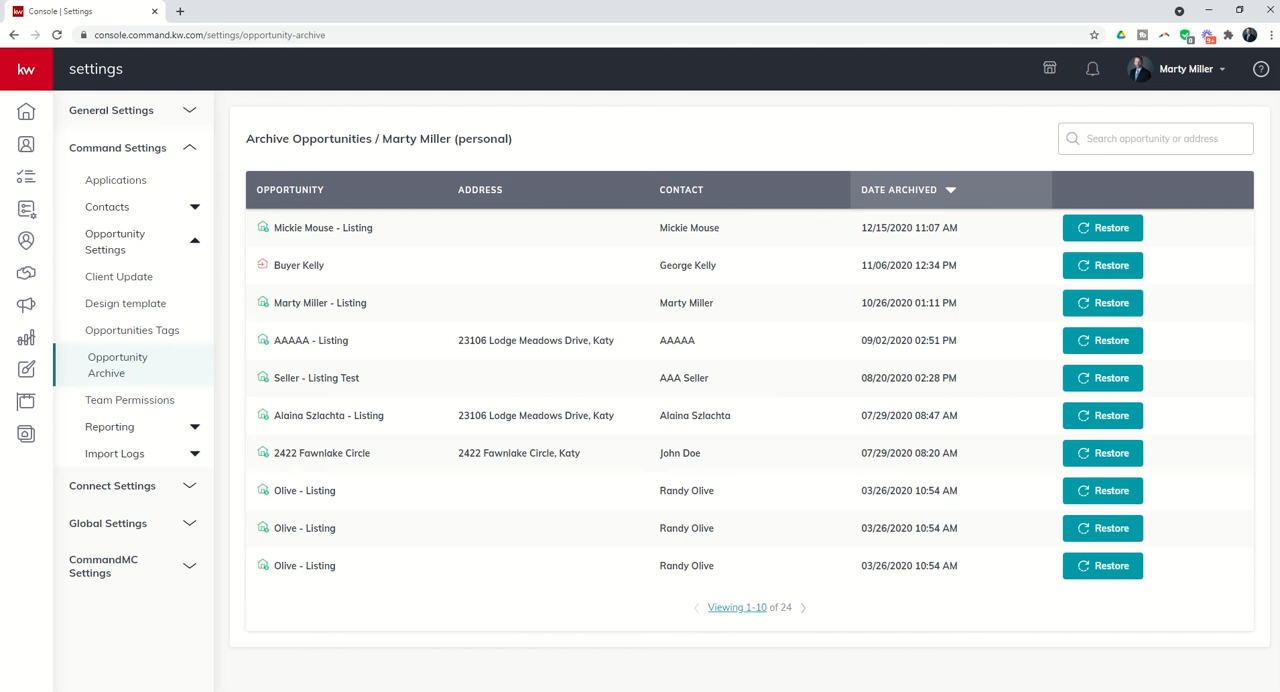 Console | Settings
console.command.kw.com/settings/opportunity-archive
kw
settings
Marty Miller
General Settings
Command Settings
Applications
Contacts
Opportunity
Settings
Client Update
Design template
Opportunities Tags
Opportunity
Archive
Team Permissions
Reporting
Import Logs
Connect Settings
Global Settings
CommandMC
Settings
Archive Opportunities / Marty Miller (personal)
Search opportunity or address
OPPORTUNITY ADDRESS CONTACT DATE ARCHIVED
Mickie Mouse - Listing Mickie Mouse 12/15/2020 11:07 AM Restore
Buyer Kelly George Kelly 11/06/2020 12:34 PM Restore
Marty Miller - Listing Marty Miller 10/26/2020 01:11 PM Restore
AAAAA - Listing 23106 Lodge Meadows Drive, Katy AAAAA 09/02/2020 02:51 PM Restore
Seller - Listing Test AAA Seller 08/20/2020 02:28 PM Restore
Alaina Szlachta - Listing 23106 Lodge Meadows Drive, Katy Alaina Szlachta 07/29/2020 08:47 AM Restore
2422 Fawnlake Circle 2422 Fawnlake Circle, Katy John Doe 07/29/2020 08:20 AM Restore
Olive - Listing Randy Olive 03/26/2020 10:54 AM Restore
Olive - Listing Randy Olive 03/26/2020 10:54 AM Restore
Olive - Listing Randy Olive 03/26/2020 10:54 AM Restore
Viewing 1-10 of 24